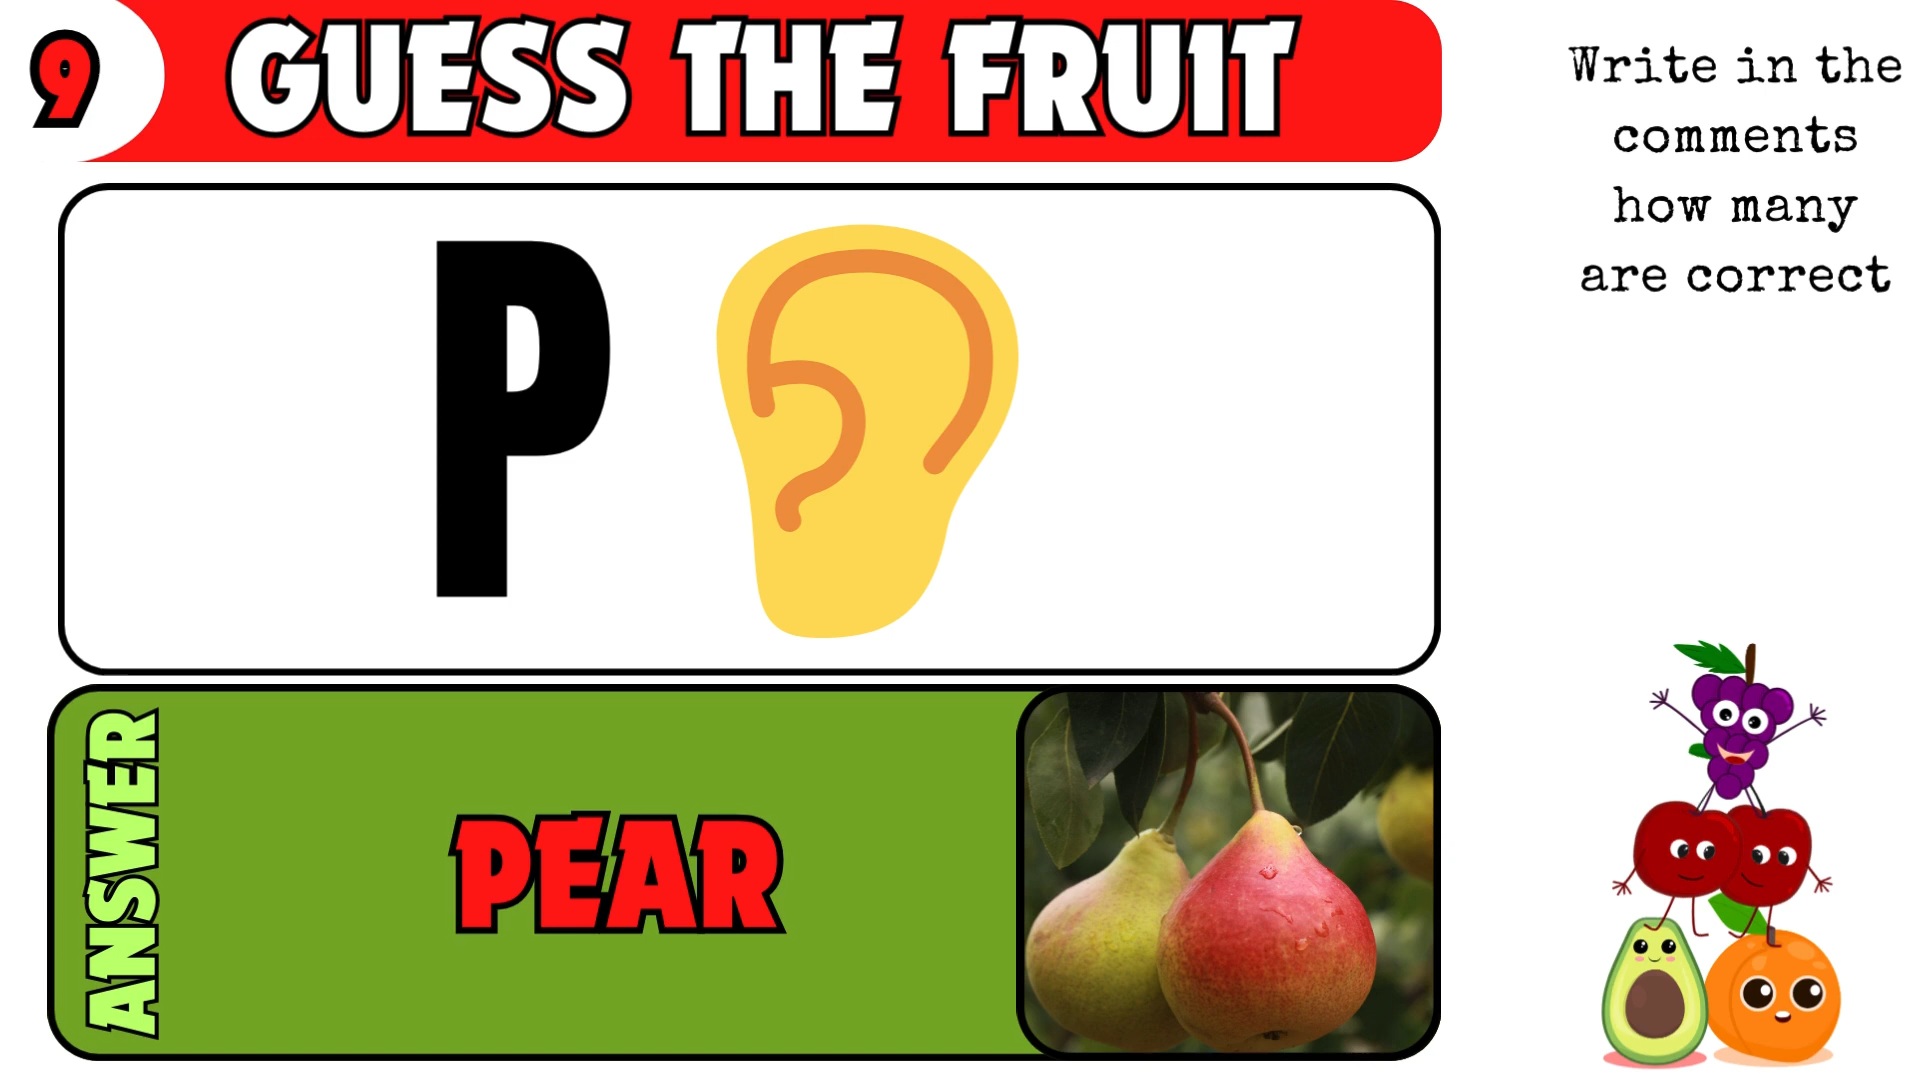 9
GUESS THE FRUIT
Write in the
comments
how many
are correct
P
ANSWER
PEAR